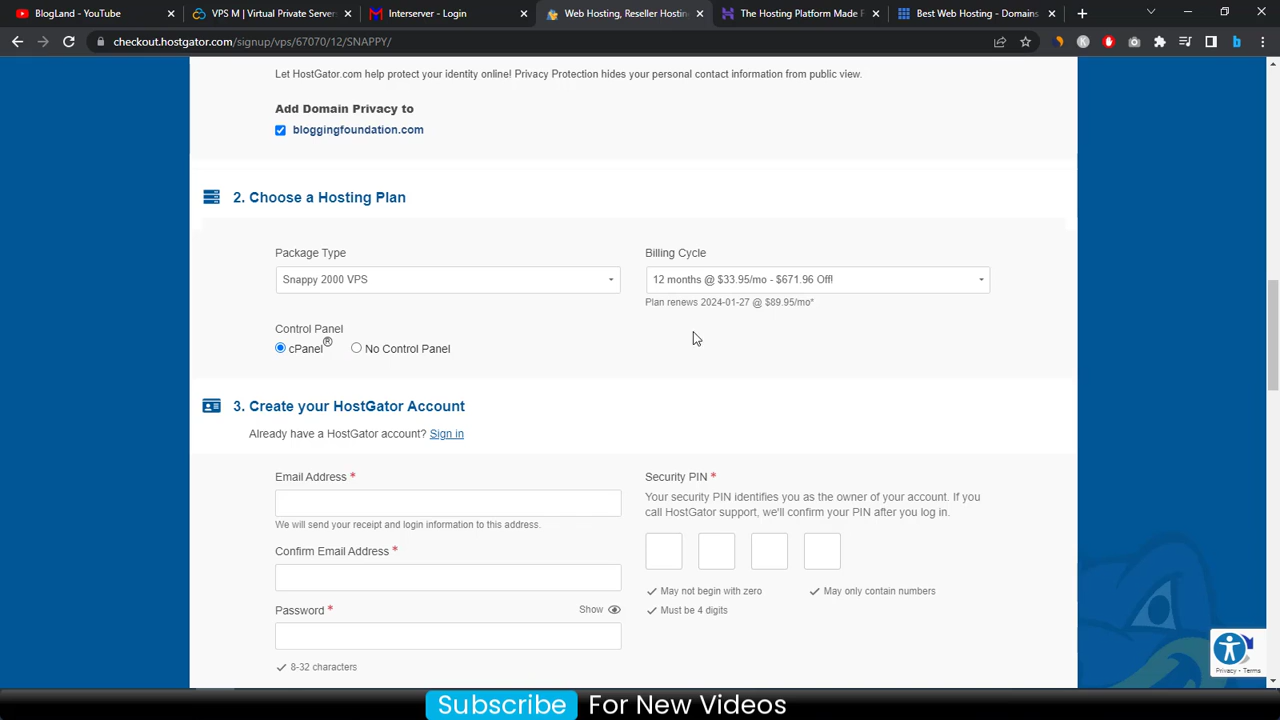 BlogLand - YouTube
VPS M | Virtual Private Server
Interserver - Login
Web Hosting, Reseller Hostin
The Hosting Platform Made F
Best Web Hosting - Domains
checkout.hostgator.com/signup/vps/67070/12/SNAPPY/
Let HostGator.com help protect your identity online! Privacy Protection hides your personal contact information from public view.
Add Domain Privacy to
bloggingfoundation.com
2. Choose a Hosting Plan
Package Type
Billing Cycle
Snappy 2000 VPS
12 months @ $33.95/mo - $671.96 Off!
Plan renews 2024-01-27 @ $89.95/mo*
Control Panel
cPanel®
No Control Panel
3. Create your HostGator Account
Already have a HostGator account? Sign in
Email Address *
Security PIN *
Your security PIN identifies you as the owner of your account. If you
call HostGator support, we'll confirm your PIN after you log in.
We will send your receipt and login information to this address.
Confirm Email Address *
May not begin with zero
May only contain numbers
Must be 4 digits
Password *
Show
8-32 characters
Privacy - Terms
Subscribe For New Videos